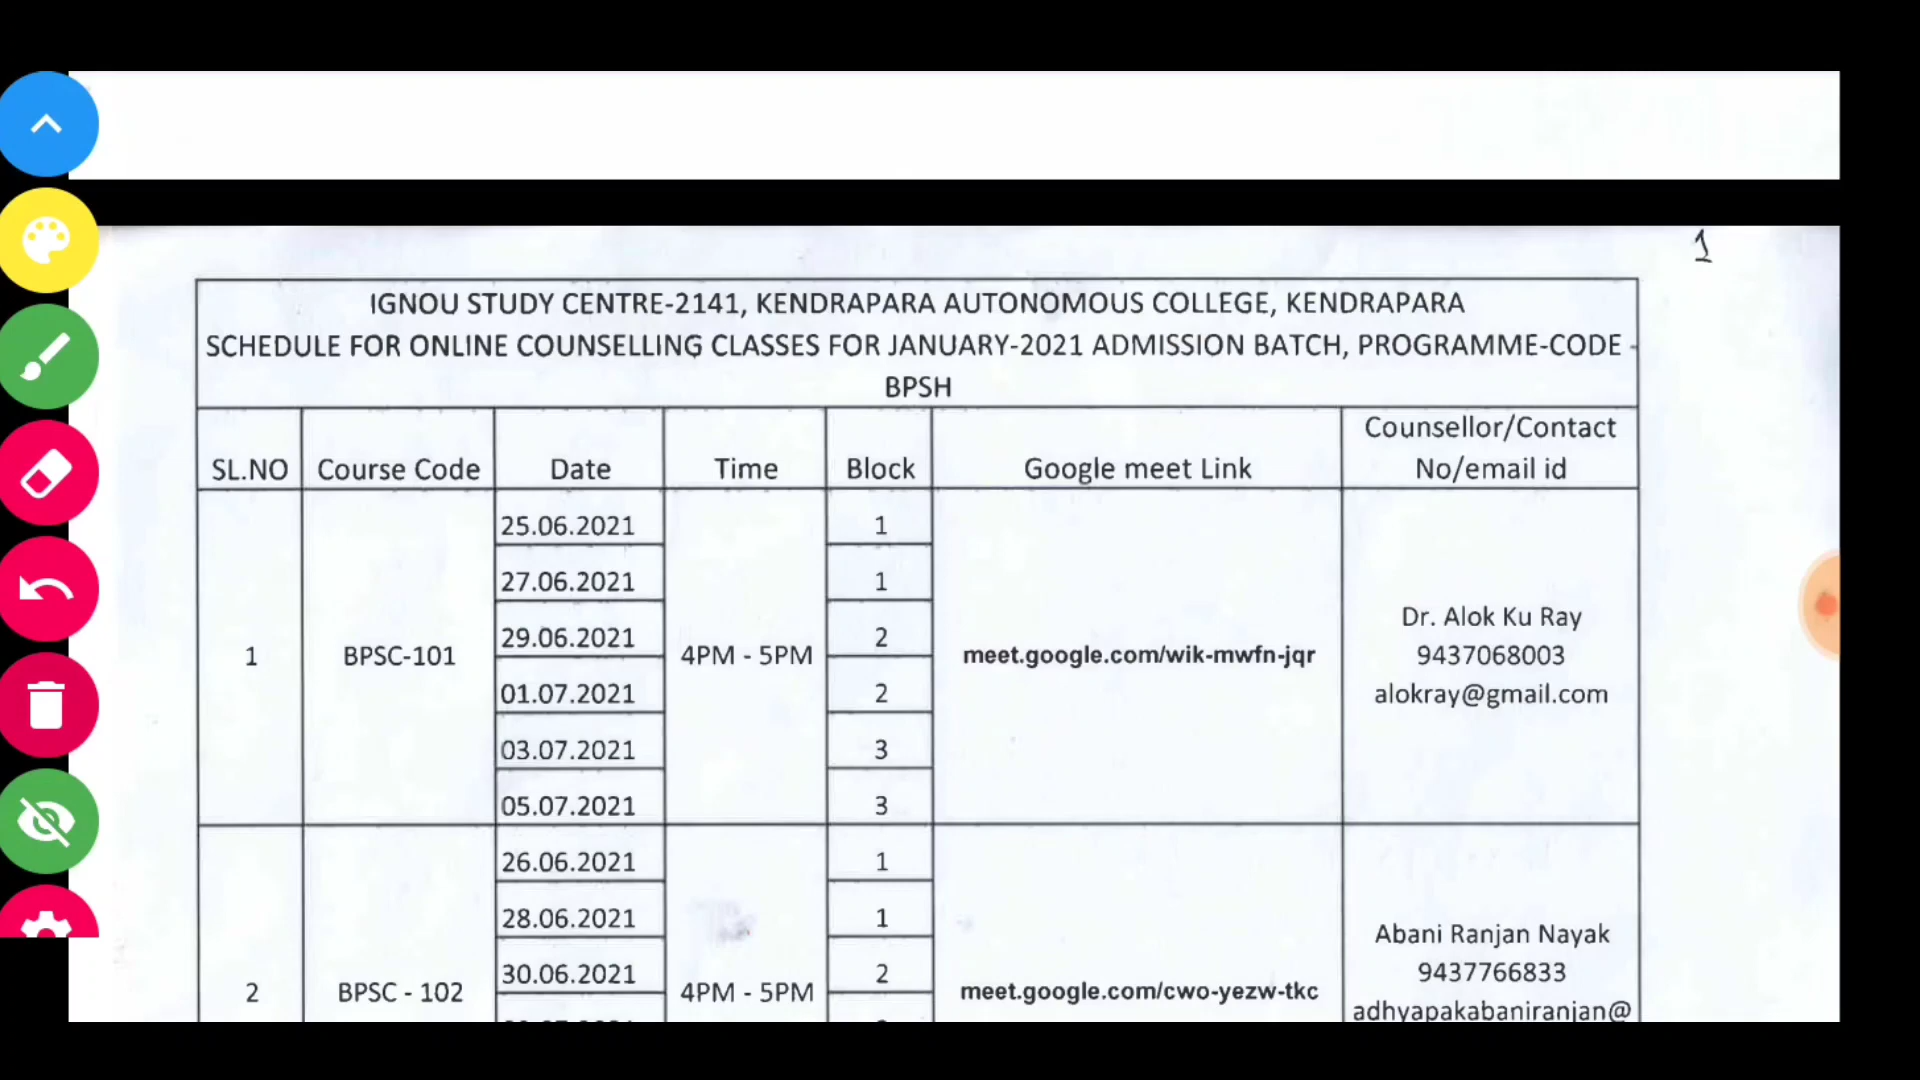 1
IGNOU STUDY CENTRE-2141, KENDRAPARA AUTONOMOUS COLLEGE, KENDRAPARA
SCHEDULE FOR ONLINE COUNSELLING CLASSES FOR JANUARY-2021 ADMISSION BATCH, PROGRAMME-CODE -
BPSH
SL.NO Course Code Date Time Block Google meet Link Counsellor/Contact No/email id
25.06.2021 1
27.06.2021 1
29.06.2021 2
1 BPSC-101 4PM - 5PM meet.google.com/wik-mwfn-jqr
Dr. Alok Ku Ray
9437068003
alokray@gmail.com
01.07.2021 2
03.07.2021 3
05.07.2021 3
26.06.2021 1
28.06.2021 1
30.06.2021 2
2 BPSC - 102 4PM - 5PM meet.google.com/cwo-yezw-tkc
Abani Ranjan Nayak
9437766833
adhyapakabaniranjan@